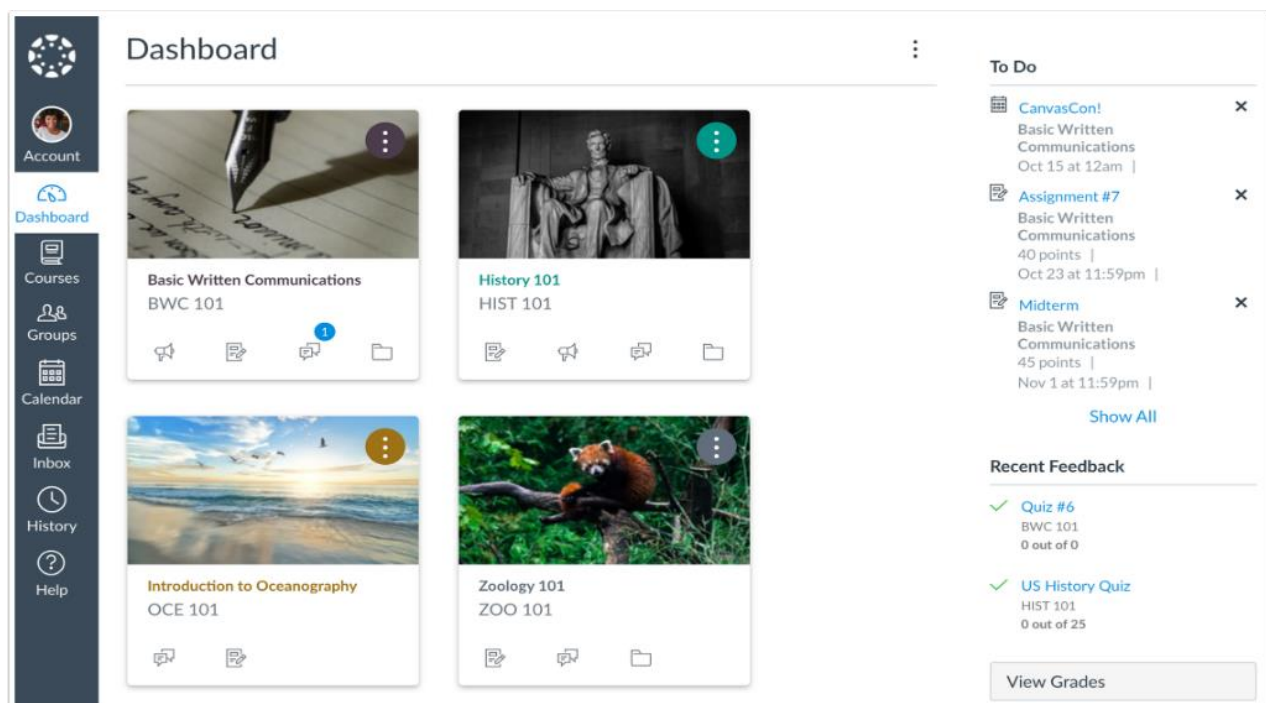 Account
Dashboard
Courses
Groups
Calendar
Inbox
History
Help
Dashboard
Basic Written Communications
BWC 101
1
History 101
HIST 101
Introduction to Oceanography
OCE 101
Zoology 101
ZOO 101
To Do
CanvasCon!
Basic Written
Communications
Oct 15 at 12am |
Assignment #7
Basic Written
Communications
40 points |
Oct 23 at 11:59pm |
Midterm
Basic Written
Communications
45 points |
Nov 1 at 11:59pm |
Show All
Recent Feedback
Quiz #6
BWC 101
0 out of 0
US History Quiz
HIST 101
0 out of 25
View Grades